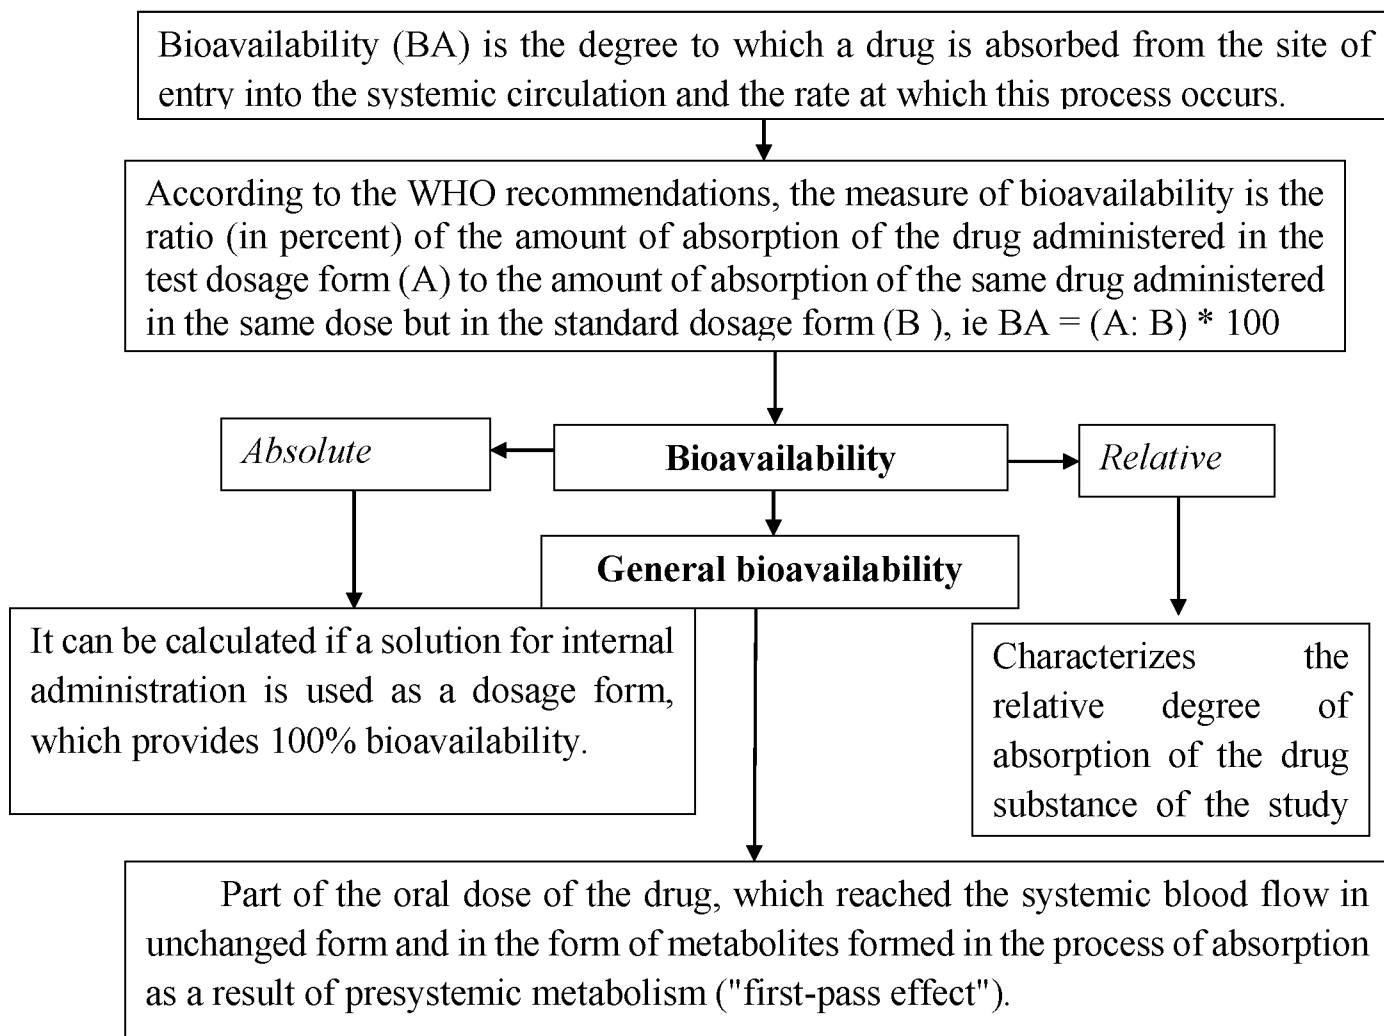 Bioavailability (BA) is the degree to which a drug is absorbed from the site of
entry into the systemic circulation and the rate at which this process occurs.
According to the WHO recommendations, the measure of bioavailability is the
ratio (in percent) of the amount of absorption of the drug administered in the
test dosage form (A) to the amount of absorption of the same drug administered
in the same dose but in the standard dosage form (B ), ie BA = (A: B) * 100
Absolute
Bioavailability
Relative
General bioavailability
It can be calculated if a solution for internal
administration is used as a dosage form,
which provides 100% bioavailability.
Characterizes the
relative degree of
absorption of the drug
substance of the study
Part of the oral dose of the drug, which reached the systemic blood flow in
unchanged form and in the form of metabolites formed in the process of absorption
as a result of presystemic metabolism ("first-pass effect").